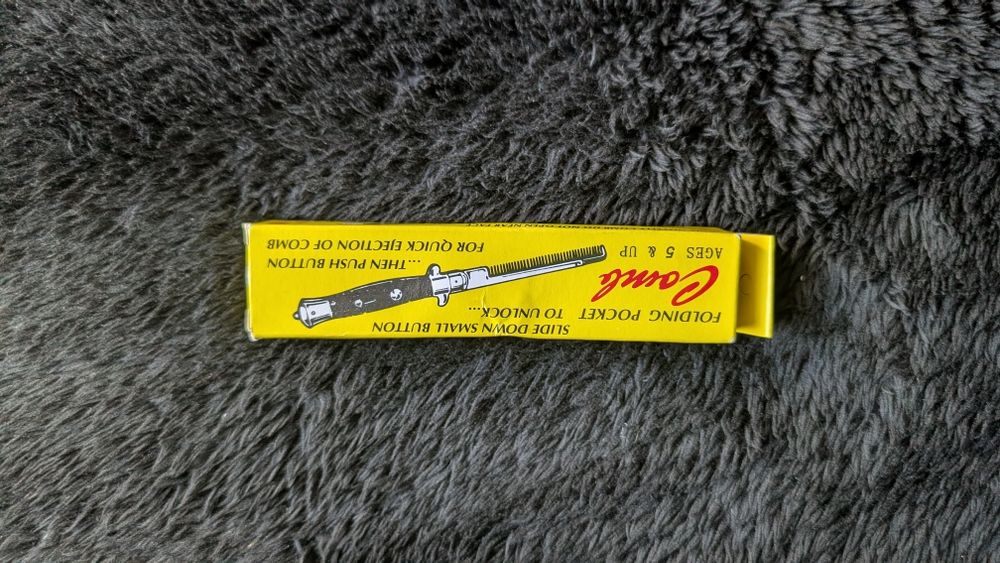 FOLDING POCKET
Comb
AGES 5 & UP
SLIDE DOWN SMALL BUTTON
TO UNLOCK...
...THEN PUSH BUTTON
FOR QUICK EJECTION OF COMB